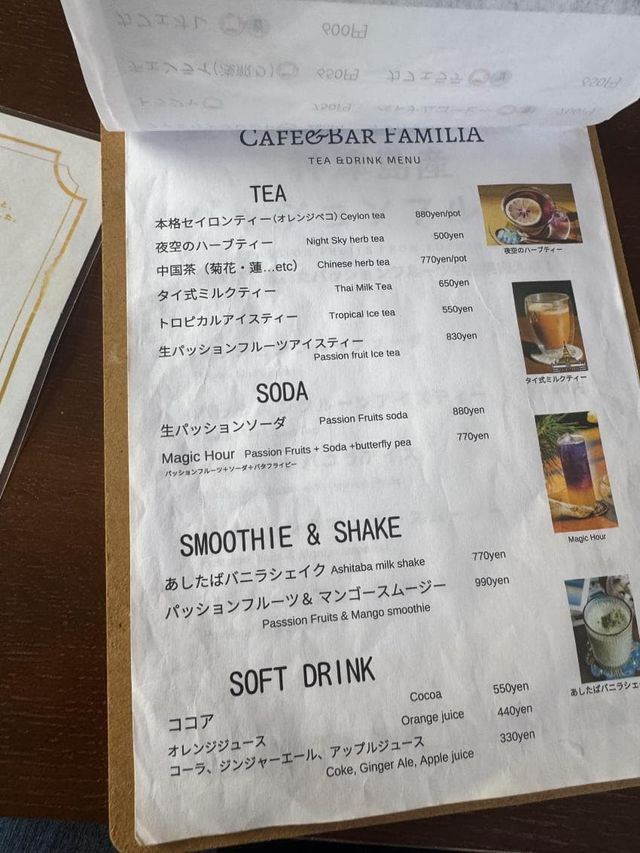 CAFE&BAR FAMILIA
TEA &DRINK MENU
TEA
本格セイロンティー(オレンジペコ) Ceylon tea 880yen/pot
夜空のハーブティー Night Sky herb tea 500yen
中国茶（菊花・蓮...etc） Chinese herb tea 770yen/pot
タイ式ミルクティー Thai Milk Tea 650yen
トロピカルアイスティー Tropical Ice tea 550yen
生パッションフルーツアイスティー 830yen
Passion fruit Ice tea
夜空のハーブティー
タイ式ミルクティー
SODA
生パッションソーダ Passion Fruits soda 880yen
Magic Hour Passion Fruits + Soda +butterfly pea 770yen
パッションフルーツ+ソーダ+バタフライピー
Magic Hour
SMOOTHIE & SHAKE
あしたばバニラシェイク Ashitaba milk shake 770yen
パッションフルーツ& マンゴースムージー 990yen
Passsion Fruits & Mango smoothie
あしたばバニラシェ
SOFT DRINK
ココア Cocoa 550yen
オレンジジュース Orange juice 440yen
コーラ、ジンジャーエール、アップルジュース 330yen
Coke, Ginger Ale, Apple juice